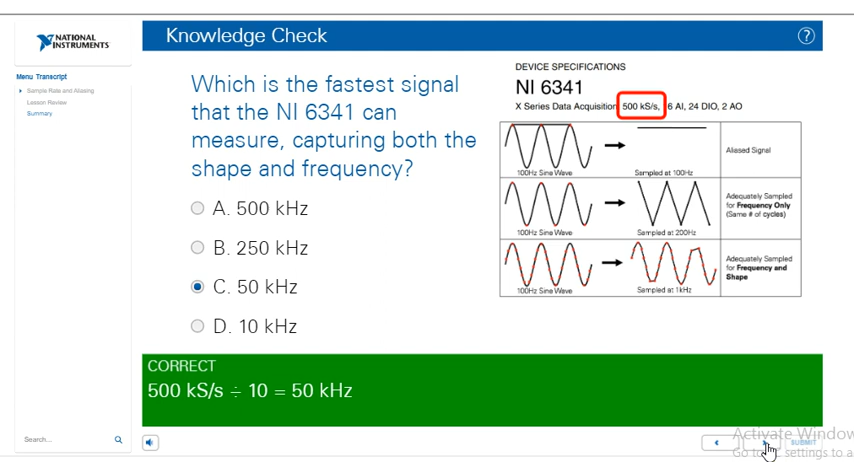 NATIONAL
INSTRUMENTS
Knowledge Check
?
Menu Transcript
Sample Rate and Aliasing
Lesson Review
Summary
Which is the fastest signal
that the NI 6341 can
measure, capturing both the
shape and frequency?
A. 500 kHz
B. 250 kHz
C. 50 kHz
D. 10 kHz
DEVICE SPECIFICATIONS
NI 6341
X Series Data Acquisition 500 kS/s, 6 AI, 24 DIO, 2 AO
100Hz Sine Wave
Sampled at 100Hz
Aliased Signal
100Hz Sine Wave
Sampled at 200Hz
Adequately Sampled
for Frequency Only
(Same # of cycles)
100Hz Sine Wave
Sampled at 1kHz
Adequately Sampled
for Frequency and
Shape
CORRECT
500 kS/s ÷ 10 = 50 kHz
Search...
SUBMIT
Activate Window
Go to settings to a